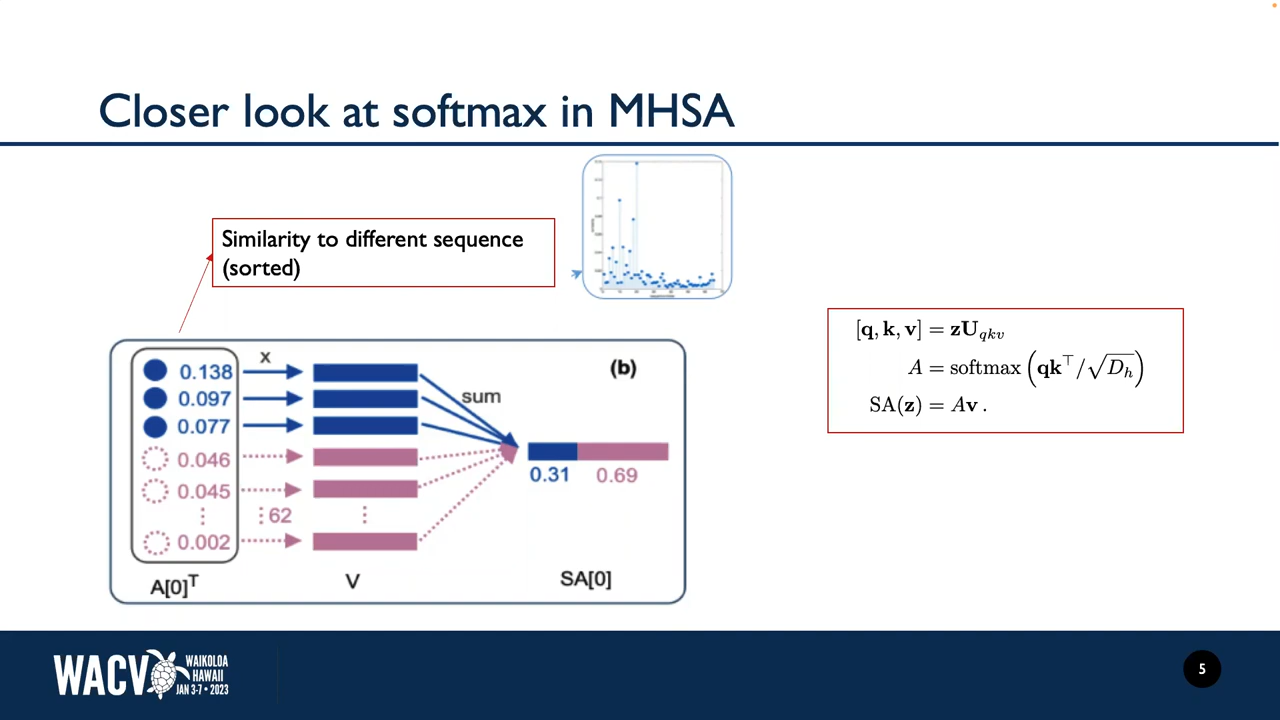 Closer look at softmax in MHSA
Similarity to different sequence
(sorted)
[q, k, v] = zU_qkv
A = softmax (qk^⊤/√D_h)
SA(z) = Av .
(b)
0.138
x
0.097
sum
0.077
0.046
0.31
0.69
0.045
⋮
⋮62
⋮
0.002
A[0]^T
V
SA[0]
WACV
WAIKOLOA
HAWAII
JAN 3-7 • 2023
5